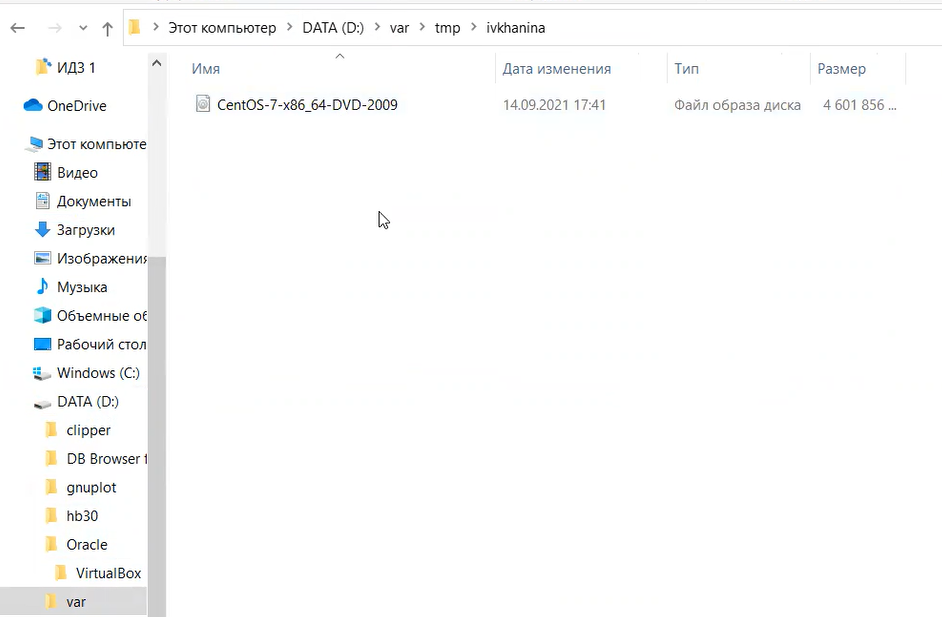 Этот компьютер > DATA (D:) > var > tmp > ivkhanina
Имя Дата изменения Тип Размер
CentOS-7-x86_64-DVD-2009 14.09.2021 17:41 Файл образа диска 4 601 856 ...
ИДЗ 1
OneDrive
Этот компьюте
Видео
Документы
Загрузки
Изображения
Музыка
Объемные об
Рабочий стол
Windows (C:)
DATA (D:)
clipper
DB Browser f
gnuplot
hb30
Oracle
VirtualBox
var